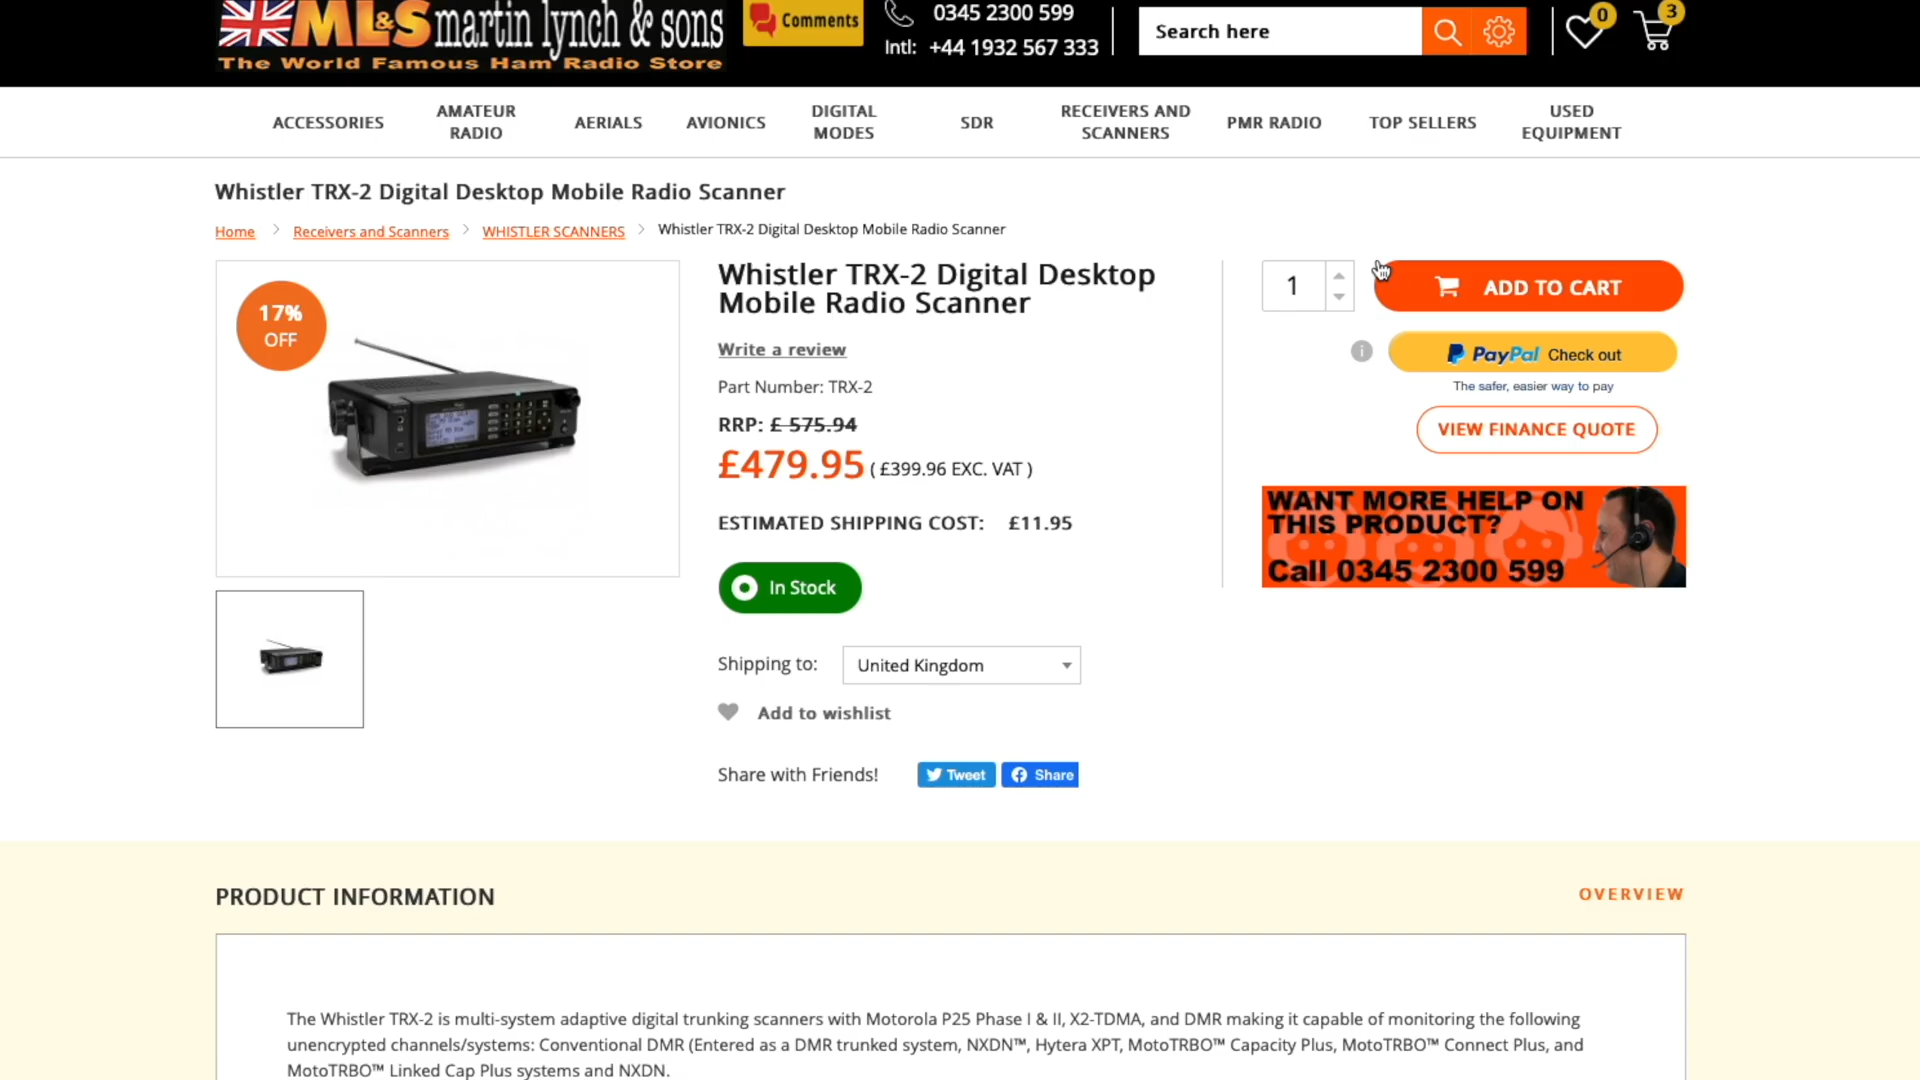 ML&S martin lynch & sons
The World Famous Ham Radio Store
Comments
0345 2300 599
Intl: +44 1932 567 333
Search here
0
3
ACCESSORIES
AMATEUR RADIO
AERIALS
AVIONICS
DIGITAL MODES
SDR
RECEIVERS AND SCANNERS
PMR RADIO
TOP SELLERS
USED EQUIPMENT
Whistler TRX-2 Digital Desktop Mobile Radio Scanner
Home > Receivers and Scanners > WHISTLER SCANNERS > Whistler TRX-2 Digital Desktop Mobile Radio Scanner
17%
OFF
Whistler TRX-2 Digital Desktop
Mobile Radio Scanner
Write a review
Part Number: TRX-2
RRP: £ 575.94
£479.95 ( £399.96 EXC. VAT )
ESTIMATED SHIPPING COST: £11.95
In Stock
Shipping to: United Kingdom
Add to wishlist
Share with Friends! Tweet Share
1
ADD TO CART
PayPal Check out
The safer, easier way to pay
VIEW FINANCE QUOTE
WANT MORE HELP ON
THIS PRODUCT?
Call 0345 2300 599
PRODUCT INFORMATION
OVERVIEW
The Whistler TRX-2 is multi-system adaptive digital trunking scanners with Motorola P25 Phase I & II, X2-TDMA, and DMR making it capable of monitoring the following
unencrypted channels/systems: Conventional DMR (Entered as a DMR trunked system, NXDN™, Hytera XPT, MotoTRBO™ Capacity Plus, MotoTRBO™ Connect Plus, and
MotoTRBO™ Linked Cap Plus systems and NXDN.